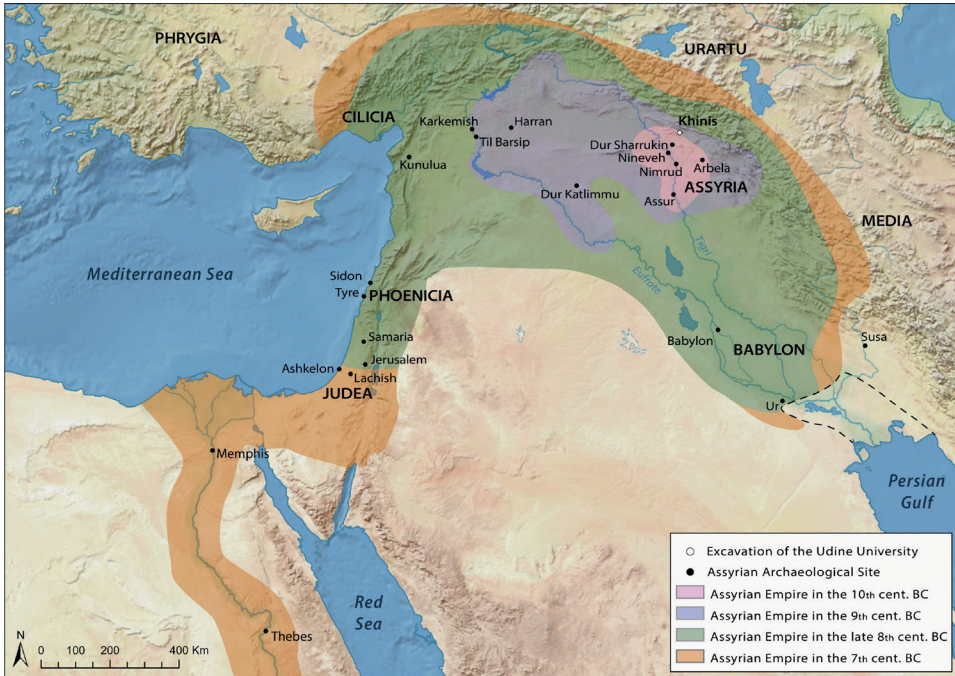 PHRYGIA
URARTU
CILICIA
Karkemish
Harran
Khinis
Til Barsip
Dur Sharrukin
Nineveh
Kunulua
Nimrud
Arbela
Dur Katlimmu
ASSYRIA
Assur
MEDIA
Tigri
Mediterranean Sea
Eufrate
Sidon
Tyre
PHOENICIA
Babylon
BABYLON
Susa
Samaria
Jerusalem
Ashkelon
Lachish
JUDEA
Ur
Memphis
Persian
Gulf
Red
Sea
Thebes
N
0 100 200 400 Km
Excavation of the Udine University
Assyrian Archaeological Site
Assyrian Empire in the 10th cent. BC
Assyrian Empire in the 9th cent. BC
Assyrian Empire in the late 8th cent. BC
Assyrian Empire in the 7th cent. BC